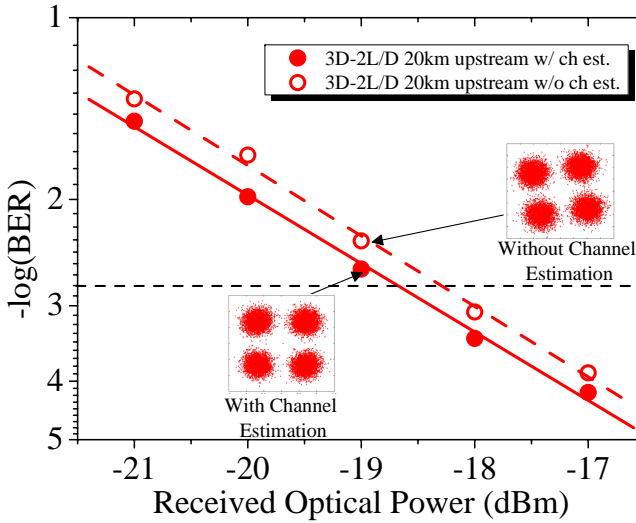 1
2
3
4
5
-log(BER)
3D-2L/D 20km upstream w/ ch est.
3D-2L/D 20km upstream w/o ch est.
Without Channel
Estimation
With Channel
Estimation
-21 -20 -19 -18 -17
Received Optical Power (dBm)